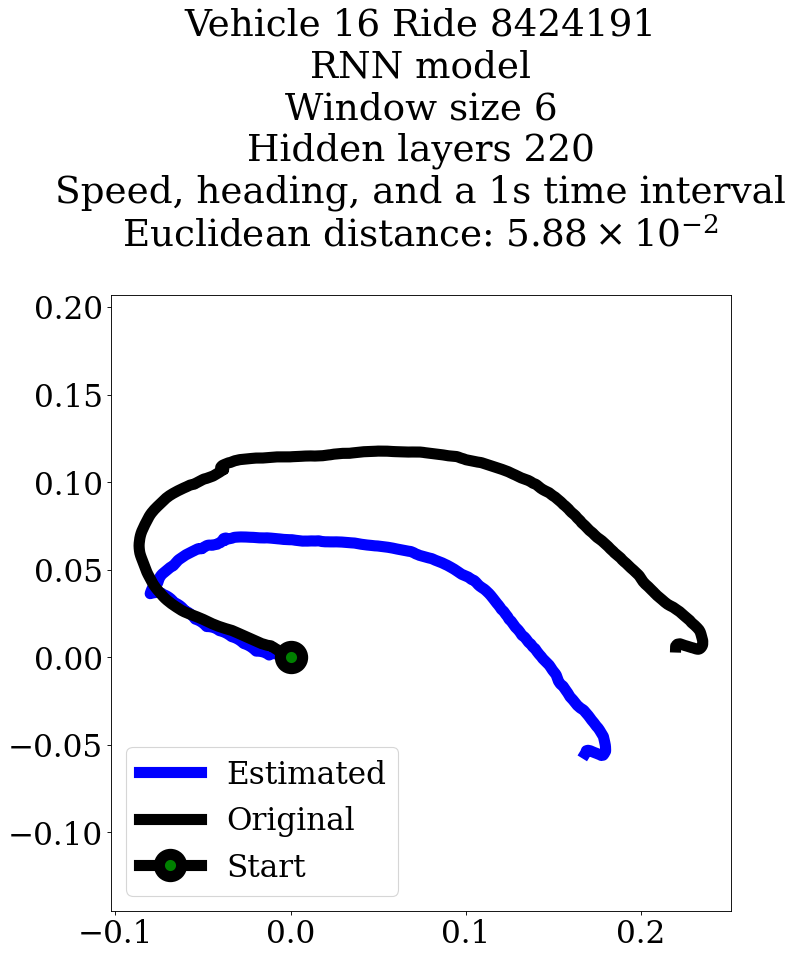 Vehicle 16 Ride 8424191
RNN model
Window size 6
Hidden layers 220
Speed, heading, and a 1s time interval
Euclidean distance: 5.88 × 10⁻²
0.20
0.15
0.10
0.05
0.00
−0.05
−0.10
Estimated
Original
Start
−0.1 0.0 0.1 0.2